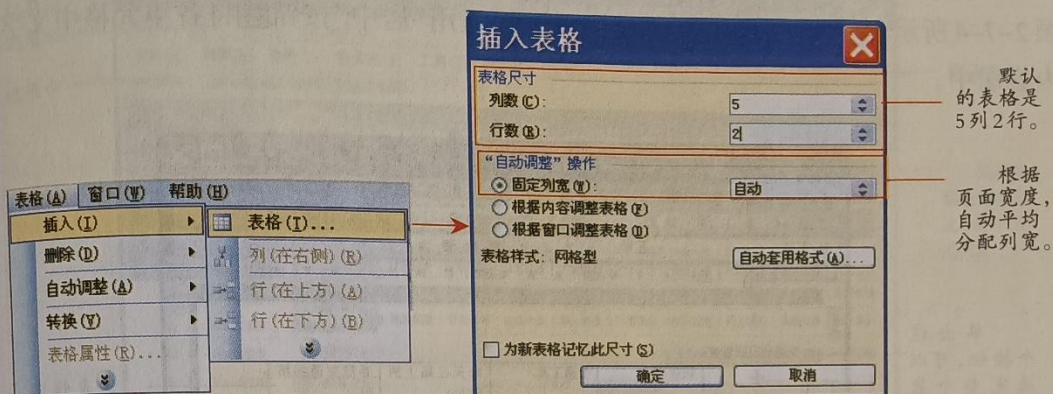 2-7-4所示
表格(A) 窗口(W) 帮助(H)
插入(I)
删除(D)
自动调整(A)
转换(V)
表格属性(R)...
表格(T)...
列(在右侧)(R)
行(在上方)(A)
行(在下方)(B)
插入表格
表格尺寸
列数(C): 5
行数(R): 2
“自动调整”操作
固定列宽(W): 自动
根据内容调整表格(F)
根据窗口调整表格(D)
表格样式: 网格型 自动套用格式(A)...
为新表格记忆此尺寸(S)
确定 取消
默认
的表格是
5列2行。
根据
页面宽度，
自动平均
分配列宽。